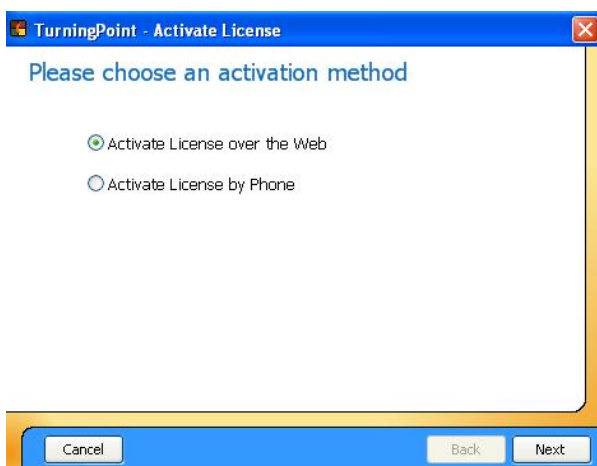 TurningPoint - Activate License
Please choose an activation method
Activate License over the Web
Activate License by Phone
Cancel Back Next